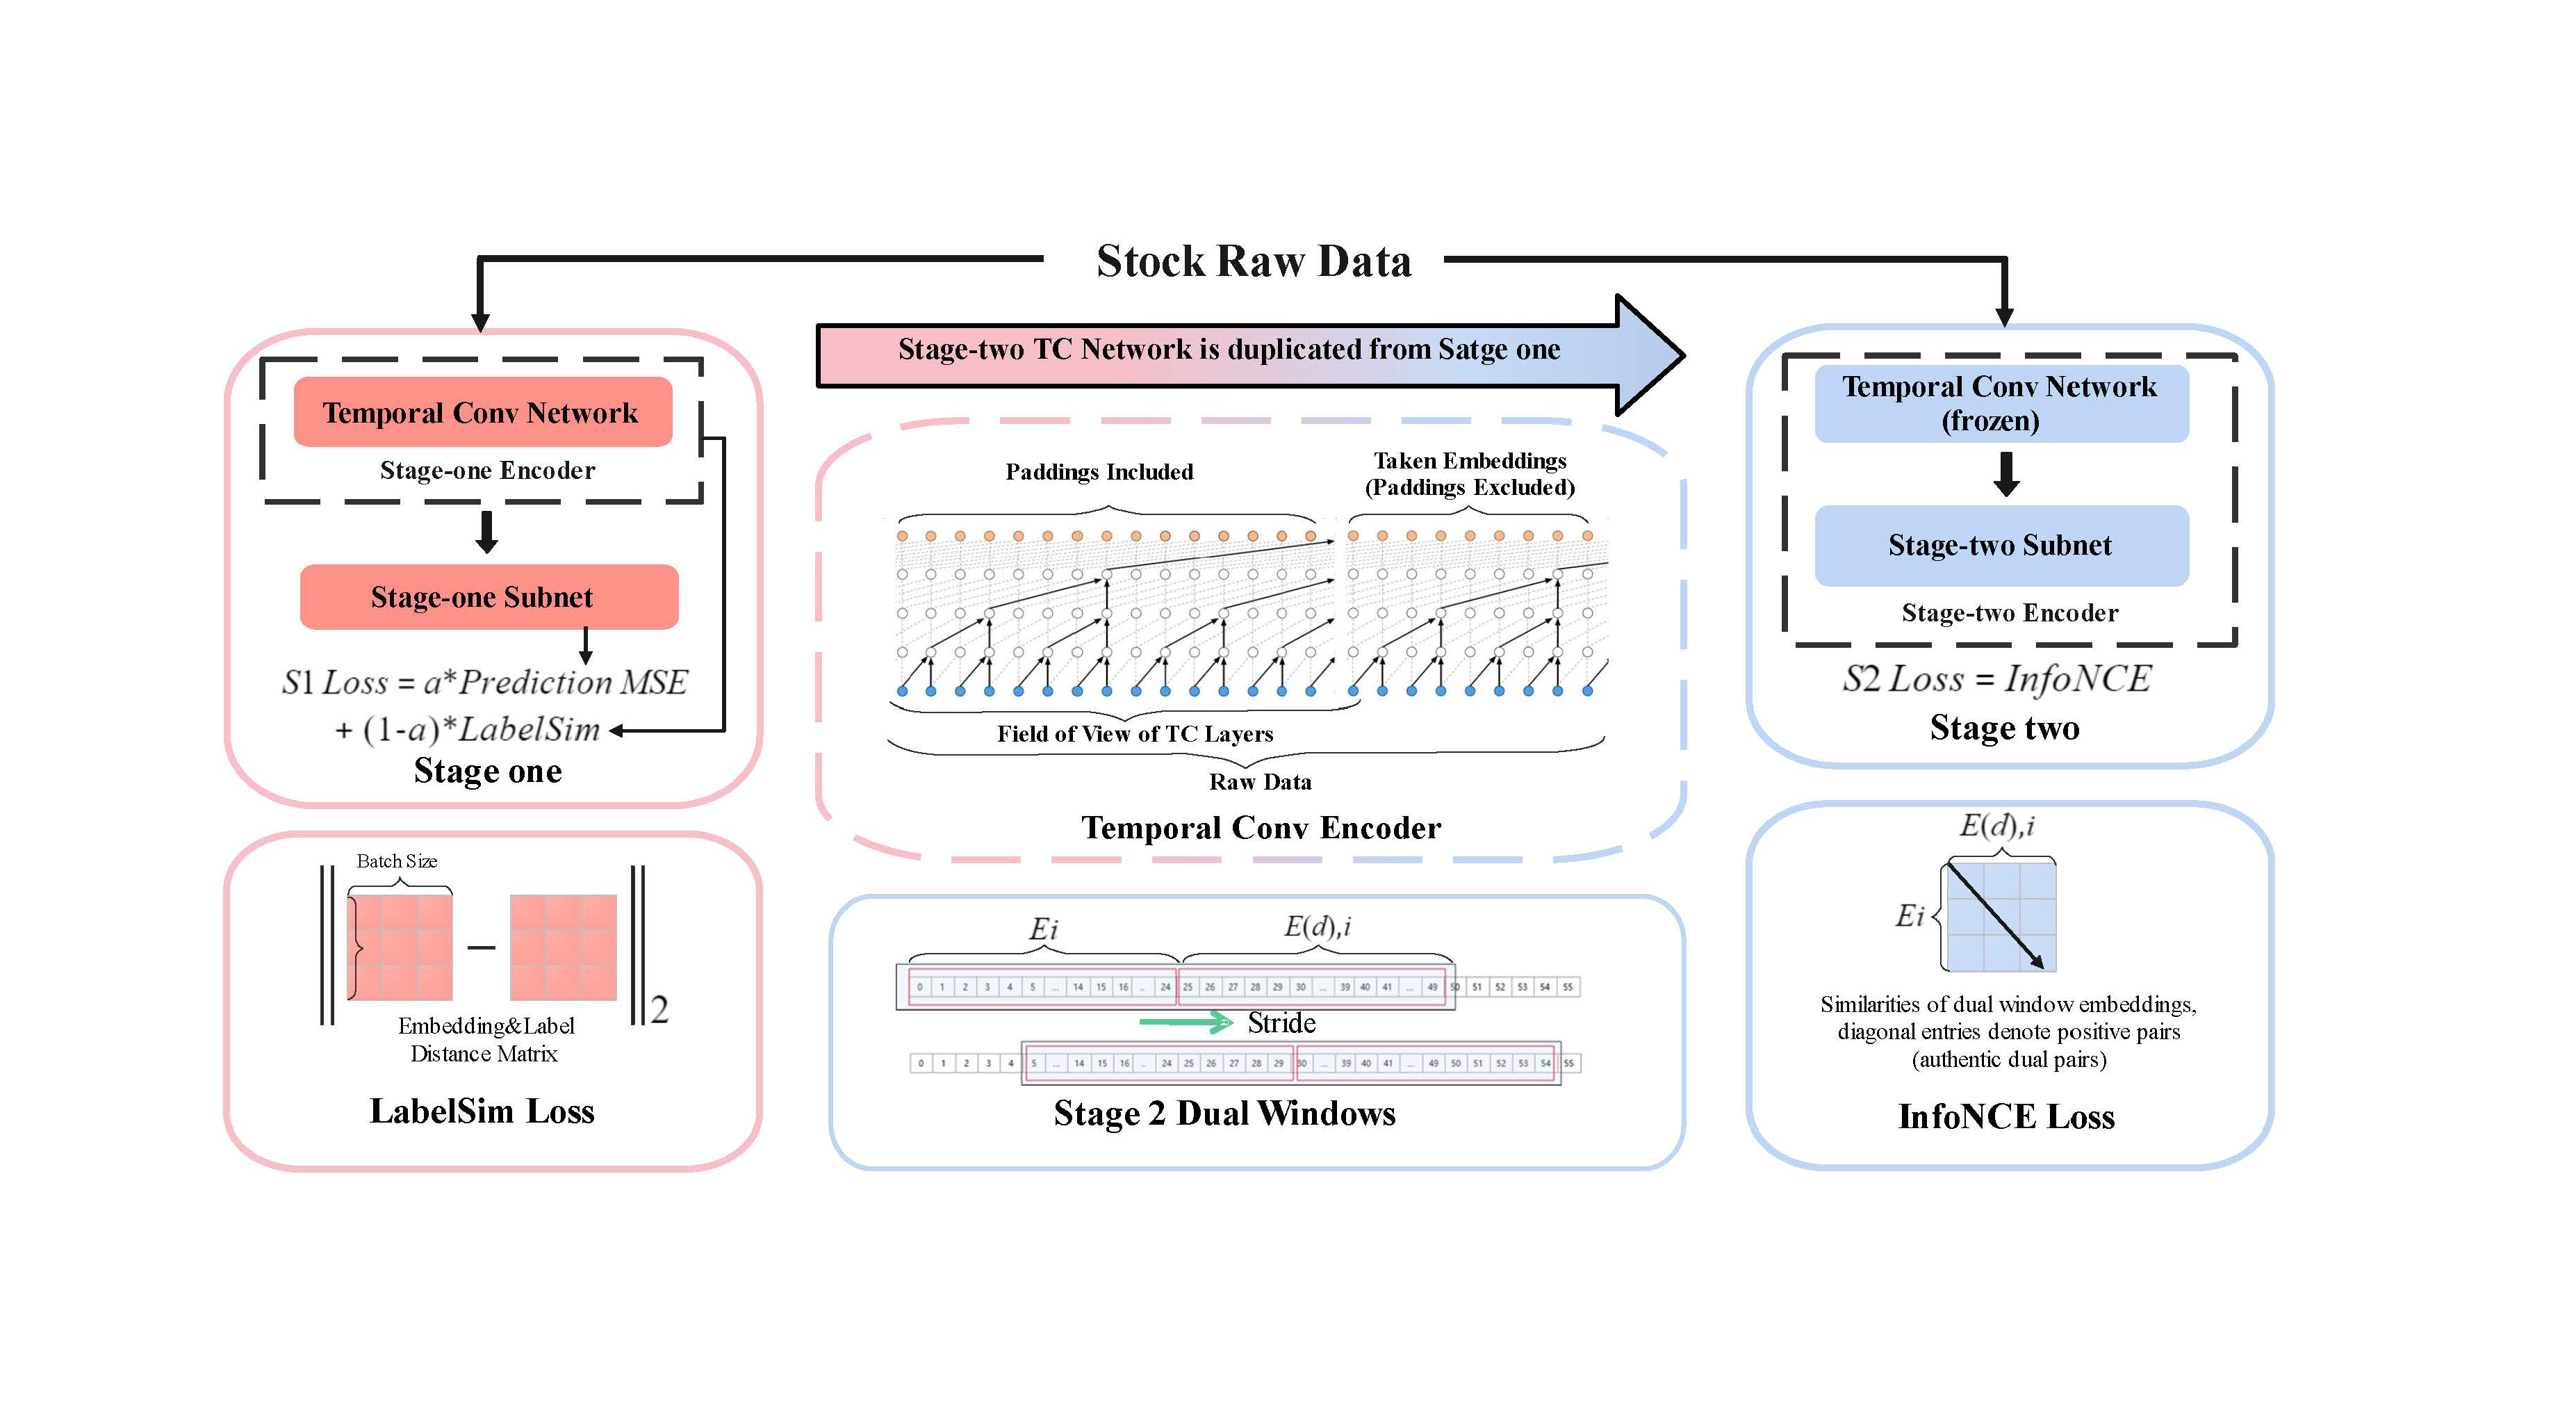 Stock Raw Data
Stage-two TC Network is duplicated from Satge one
Temporal Conv Network
Stage-one Encoder
Stage-one Subnet
S1 Loss = a*Prediction MSE
+ (1-a)*LabelSim
Stage one
Batch Size
2
Embedding&Label
Distance Matrix
LabelSim Loss
Paddings Included
Taken Embeddings
(Paddings Excluded)
Field of View of TC Layers
Raw Data
Temporal Conv Encoder
Ei
E(d),i
0 1 2 3 4 5 ... 14 15 16 .. 24 25 26 27 28 29 30 ... 39 40 41 ... 49 50 51 52 53 54 55
Stride
0 1 2 3 4 5 ... 14 15 16 .. 24 25 26 27 28 29 30 ... 39 40 41 ... 49 50 51 52 53 54 55
Stage 2 Dual Windows
Temporal Conv Network
(frozen)
Stage-two Subnet
Stage-two Encoder
S2 Loss = InfoNCE
Stage two
E(d),i
Ei
Similarities of dual window embeddings,
diagonal entries denote positive pairs
(authentic dual pairs)
InfoNCE Loss